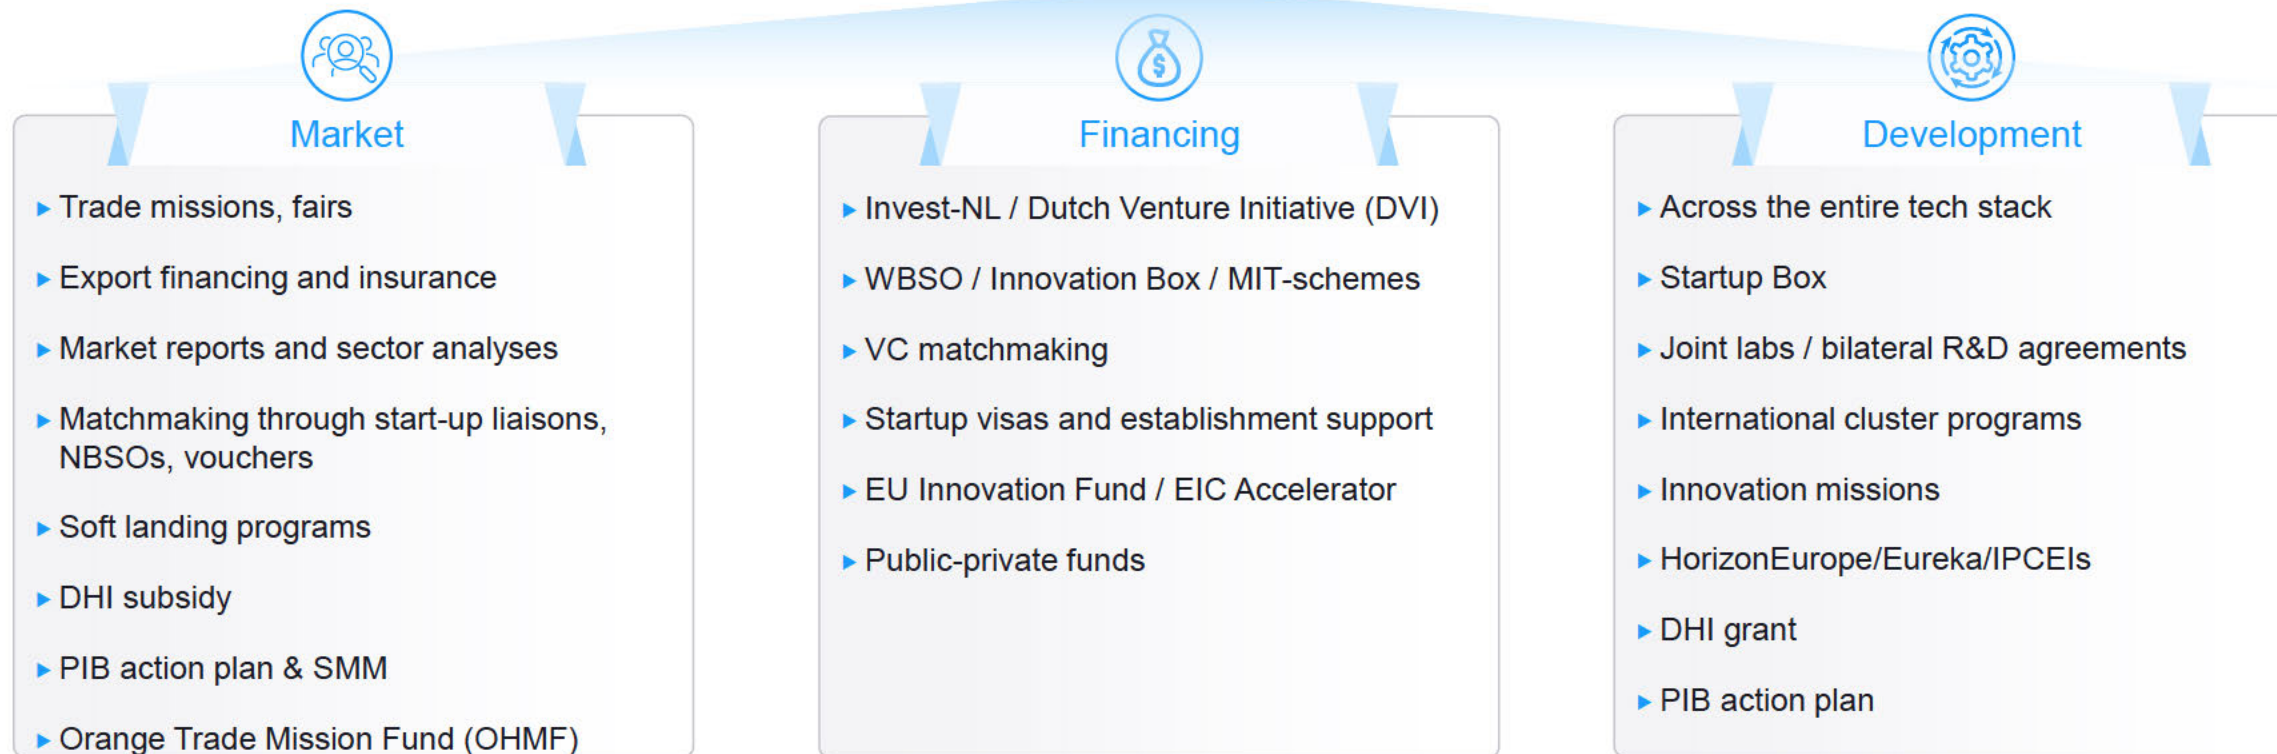 Market
Trade missions, fairs
Export financing and insurance
Market reports and sector analyses
Matchmaking through start-up liaisons,
NBSOs, vouchers
Soft landing programs
DHI subsidy
PIB action plan & SMM
Orange Trade Mission Fund (OHMF)
Financing
Invest-NL / Dutch Venture Initiative (DVI)
WBSO / Innovation Box / MIT-schemes
VC matchmaking
Startup visas and establishment support
EU Innovation Fund / EIC Accelerator
Public-private funds
Development
Across the entire tech stack
Startup Box
Joint labs / bilateral R&D agreements
International cluster programs
Innovation missions
HorizonEurope/Eureka/IPCEIs
DHI grant
PIB action plan